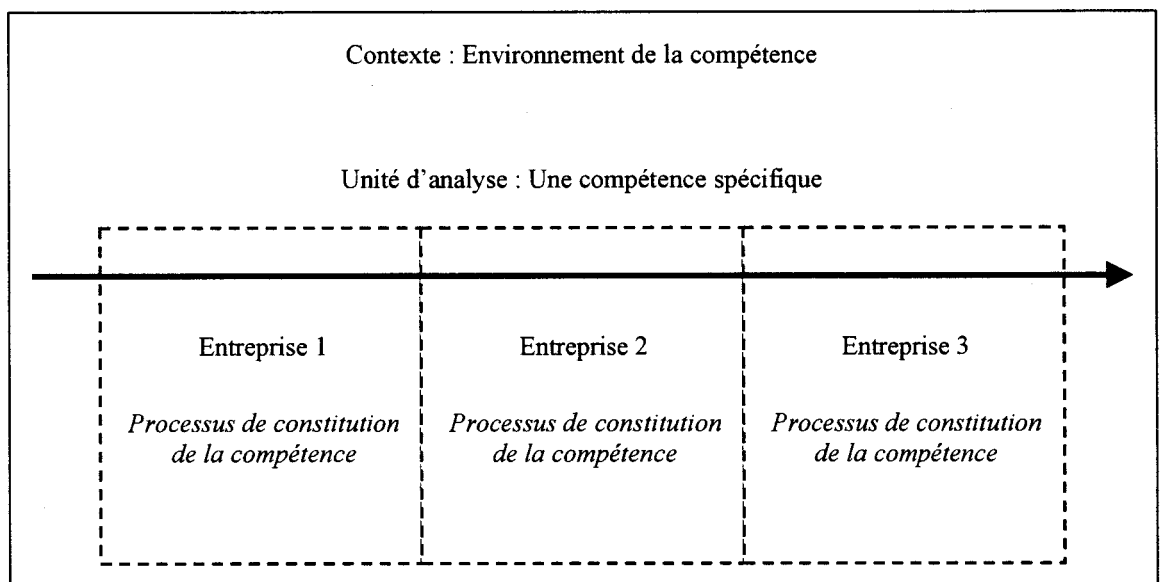 Contexte : Environnement de la compétence
Unité d'analyse : Une compétence spécifique
Entreprise 1
Entreprise 2
Entreprise 3
Processus de constitution
de la compétence
Processus de constitution
de la compétence
Processus de constitution
de la compétence